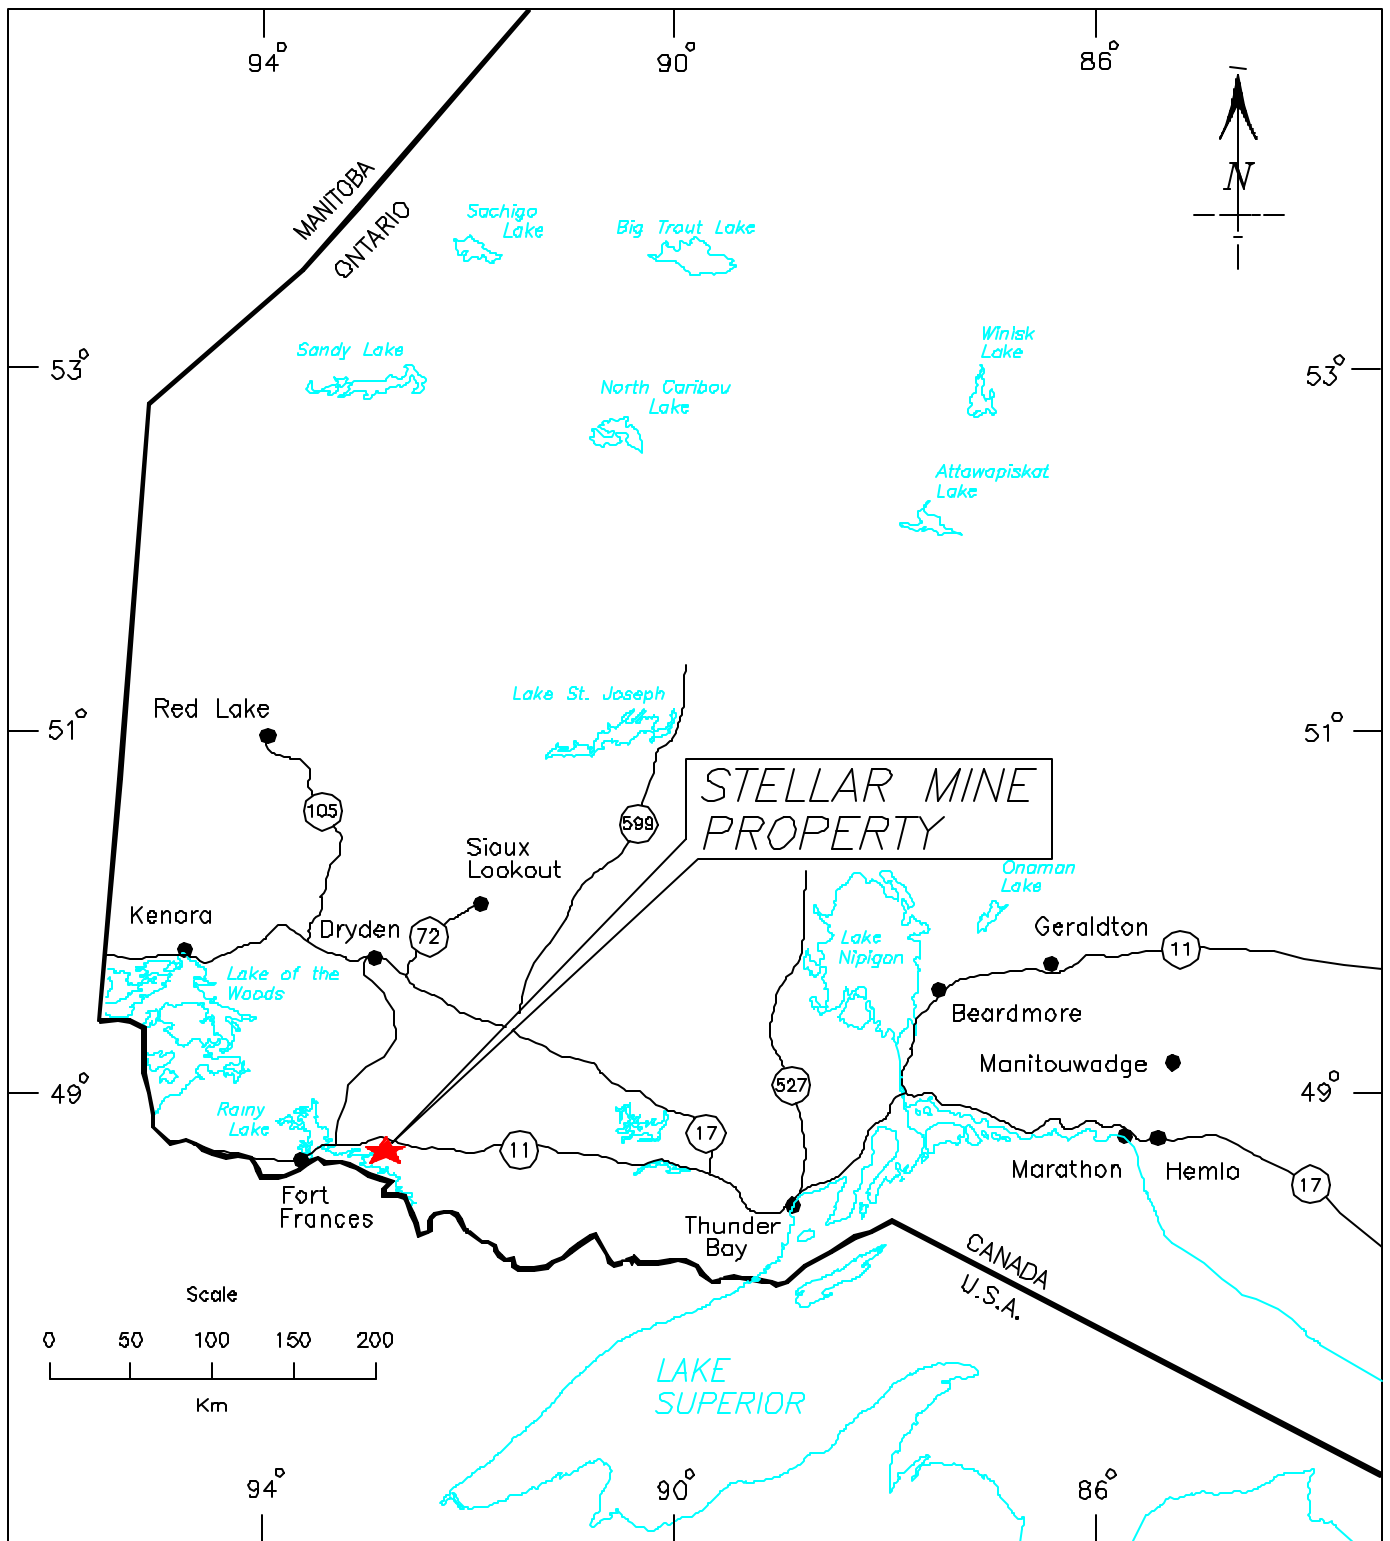 94°
90°
86°
N
MANITOBA
ONTARIO
Sachigo
Lake
Big Trout Lake
53°
Sandy Lake
Winisk
Lake
53°
North Caribou
Lake
Attawapiskat
Lake
Lake St. Joseph
Red Lake
51°
51°
STELLAR MINE
PROPERTY
105
599
Sioux
Lookout
Onaman
Lake
Kenora
Dryden
72
Lake
Nipigon
Geraldton
11
Lake of the
Woods
Beardmore
Manitouwadge
49°
527
49°
Rainy
Lake
17
11
Marathon
Hemlo
17
Fort
Frances
Thunder
Bay
CANADA
U.S.A.
Scale
0 50 100 150 200
Km
LAKE
SUPERIOR
94°
90°
86°